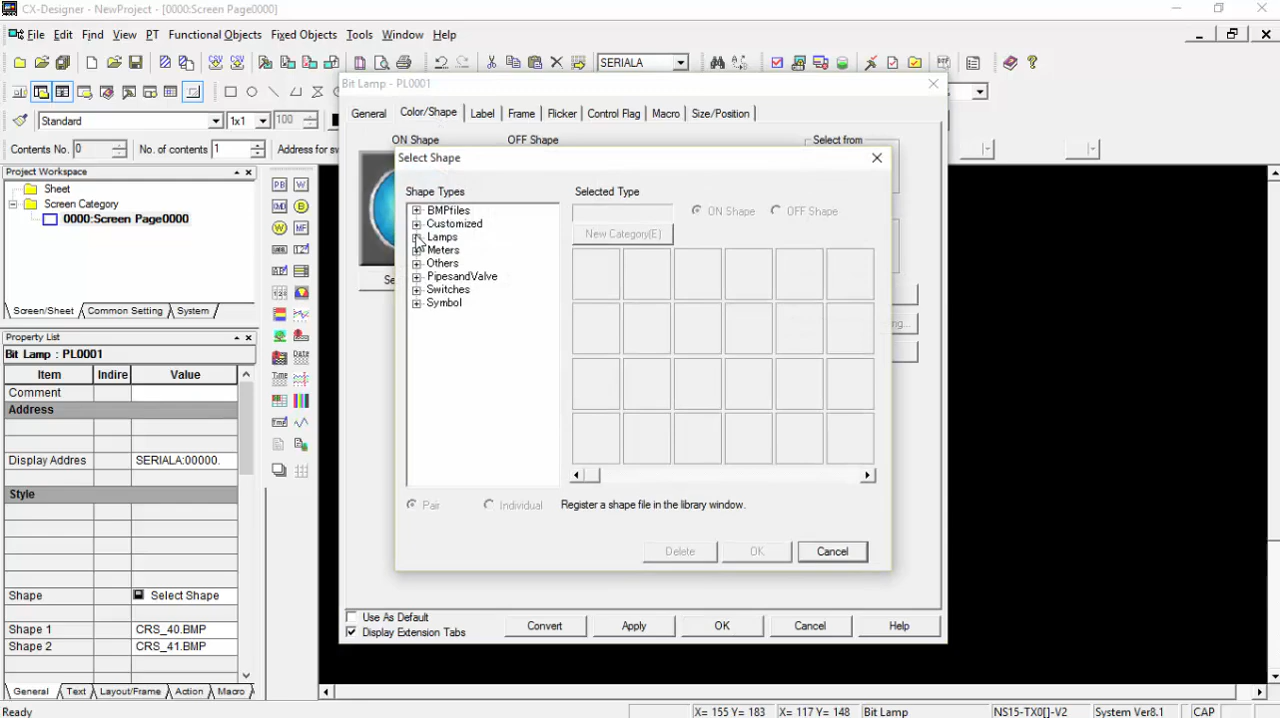 CX-Designer - NewProject - [0000:Screen Page0000]
File Edit Find View PT Functional Objects Fixed Objects Tools Window Help
SERIALA
Standard 1x1 100
Contents No. 0 No. of contents 1 Address for sw
Project Workspace
Sheet
Screen Category
0000:Screen Page0000
Screen/Sheet Common Setting System
Property List
Bit Lamp : PL0001
Item Indire Value
Comment
Address
Display Addres SERIALA:00000.
Style
Shape Select Shape
Shape 1 CRS_40.BMP
Shape 2 CRS_41.BMP
General Text Layout/Frame Action Macro
Bit Lamp - PL0001
General Color/Shape Label Frame Flicker Control Flag Macro Size/Position
ON Shape OFF Shape Select from
Select Shape
Shape Types Selected Type
BMPfiles
Customized
Lamps
Meters
Others
PipesandValve
Switches
Symbol
ON Shape OFF Shape
New Category(E)
Se
ng...
Pair Individual Register a shape file in the library window.
Delete OK Cancel
Use As Default
Display Extension Tabs
Convert Apply OK Cancel Help
Ready X= 155 Y= 183 X= 117 Y= 148 Bit Lamp NS15-TX0[]-V2 System Ver8.1 CAP